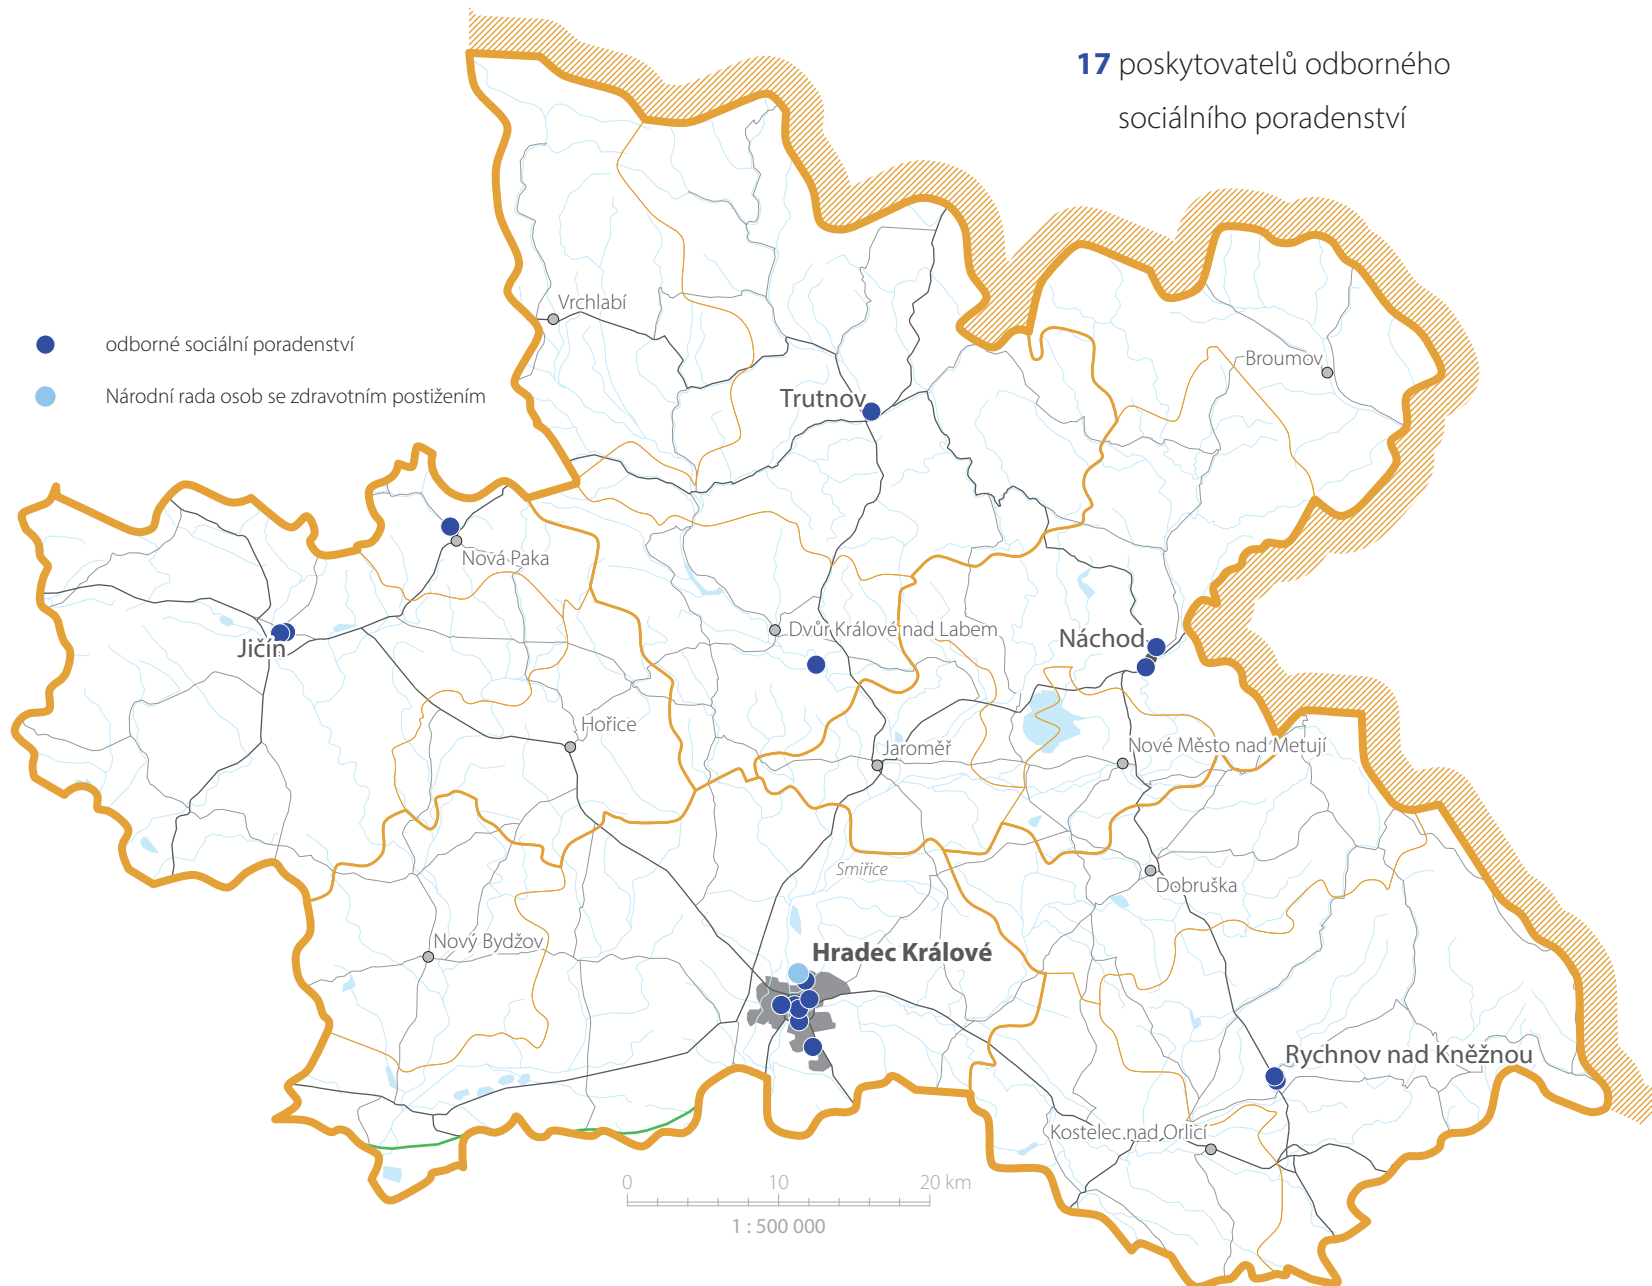 17 poskytovatelů odborného
sociálního poradenství
Vrchlabí
odborné sociální poradenství
Broumov
Národní rada osob se zdravotním postižením
Trutnov
Nová Paka
Dvůr Králové nad Labem
Náchod
Jičín
Hořice
Jaroměř
Nové Město nad Metují
Smiřice
Dobruška
Nový Bydžov
Hradec Králové
Rychnov nad Kněžnou
Kostelec nad Orlicí
0 10 20 km
1 : 500 000